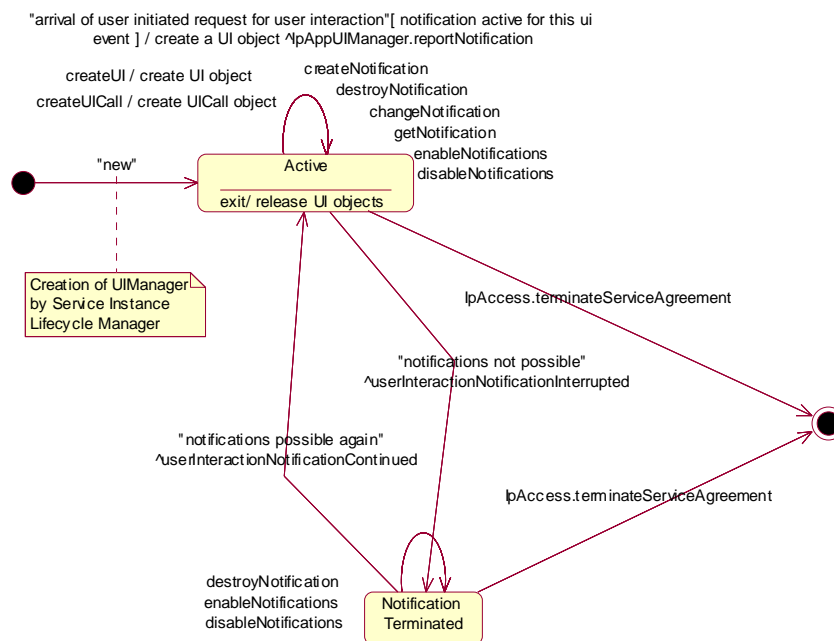 "arrival of user initiated request for user interaction"[ notification active for this ui
event ] / create a UI object ^IpAppUIManager.reportNotification
createUI / create UI object
createUICall / create UICall object
createNotification
destroyNotification
changeNotification
getNotification
enableNotifications
disableNotifications
"new"
Active
exit/ release UI objects
Creation of UIManager
by Service Instance
Lifecycle Manager
IpAccess.terminateServiceAgreement
"notifications not possible"
^userInteractionNotificationInterrupted
"notifications possible again"
^userInteractionNotificationContinued
IpAccess.terminateServiceAgreement
destroyNotification
enableNotifications
disableNotifications
Notification
Terminated